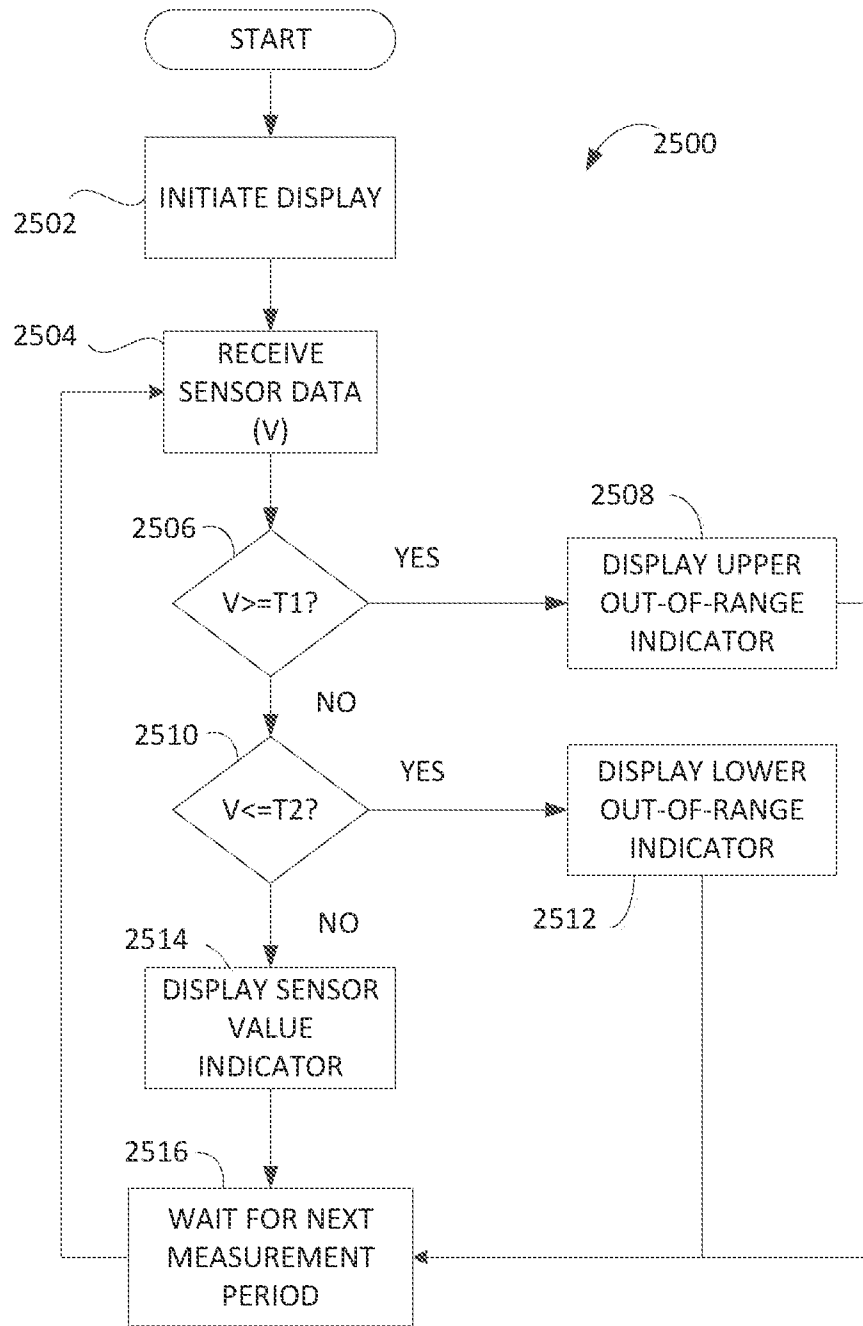 START
2500
INITIATE DISPLAY
2502
2504
RECEIVE
SENSOR DATA
(V)
2506
V>=T1?
YES
2508
DISPLAY UPPER
OUT-OF-RANGE
INDICATOR
NO
2510
V<=T2?
YES
DISPLAY LOWER
OUT-OF-RANGE
INDICATOR
2512
NO
2514
DISPLAY SENSOR
VALUE
INDICATOR
2516
WAIT FOR NEXT
MEASUREMENT
PERIOD